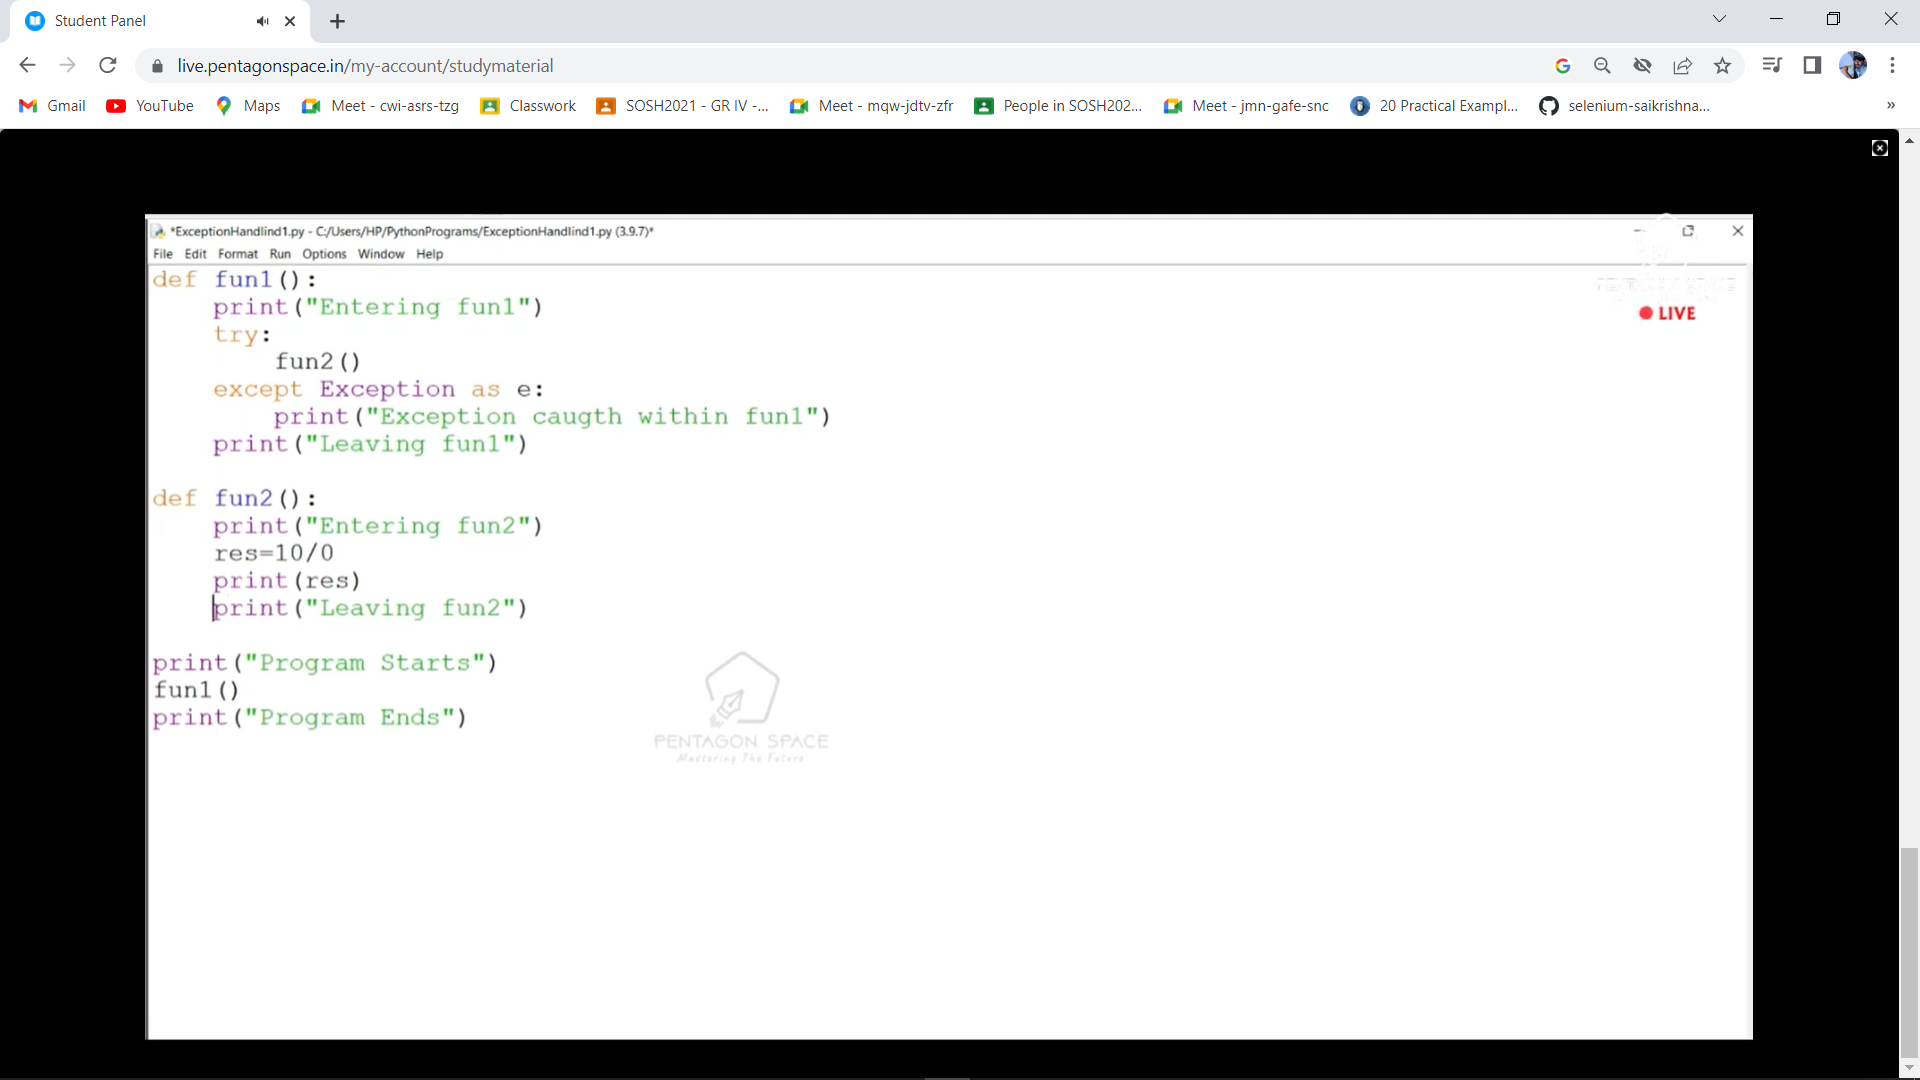 Student Panel
live.pentagonspace.in/my-account/studymaterial
Gmail YouTube Maps Meet - cwi-asrs-tzg Classwork SOSH2021 - GR IV -... Meet - mqw-jdtv-zfr People in SOSH202... Meet - jmn-gafe-snc 20 Practical Exampl... selenium-saikrishna... »
*ExceptionHandlind1.py - C:/Users/HP/PythonPrograms/ExceptionHandlind1.py (3.9.7)*
File Edit Format Run Options Window Help
def fun1():
    print("Entering fun1")
    try:
        fun2()
    except Exception as e:
        print("Exception caugth within fun1")
    print("Leaving fun1")
def fun2():
    print("Entering fun2")
    res=10/0
    print(res)
    print("Leaving fun2")
print("Program Starts")
fun1()
print("Program Ends")
LIVE
PENTAGON SPACE
Mastering The Future